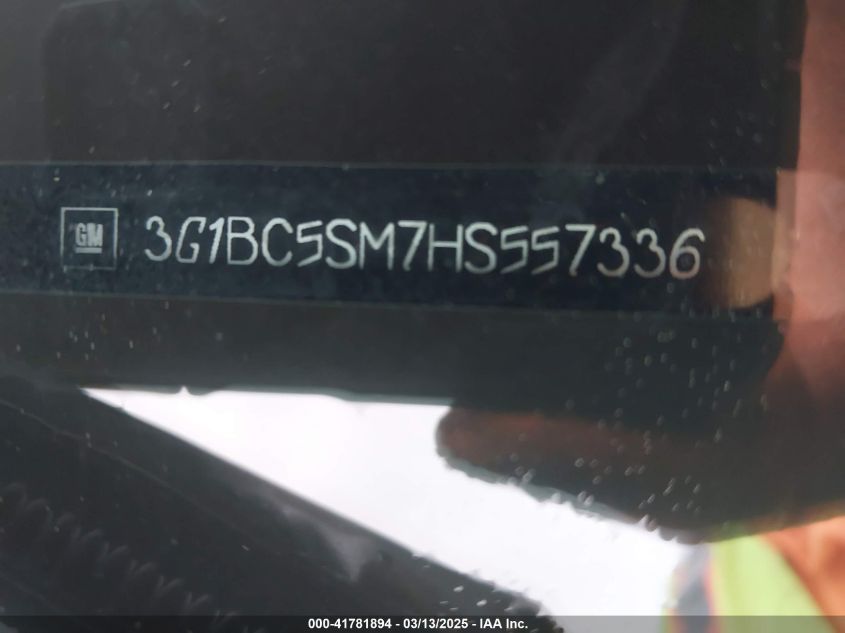 GM 3G1BC5SM7HS557336
000-41781894 - 03/13/2025 - IAA Inc.